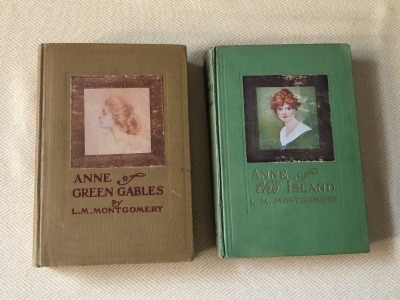 ANNE of
GREEN GABLES
by
L.M. MONTGOMERY
ANNE of
the ISLAND
L. M. MONTGOMERY